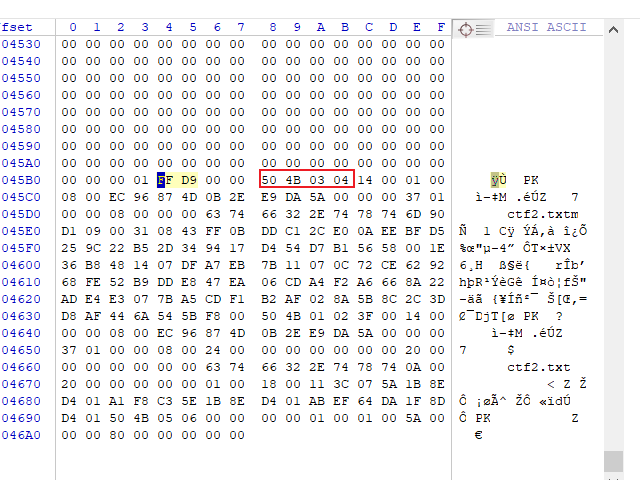 fset 0 1 2 3 4 5 6 7 8 9 A B C D E F ANSI ASCII
04530 00 00 00 00 00 00 00 00 00 00 00 00 00 00 00 00
04540 00 00 00 00 00 00 00 00 00 00 00 00 00 00 00 00
04550 00 00 00 00 00 00 00 00 00 00 00 00 00 00 00 00
04560 00 00 00 00 00 00 00 00 00 00 00 00 00 00 00 00
04570 00 00 00 00 00 00 00 00 00 00 00 00 00 00 00 00
04580 00 00 00 00 00 00 00 00 00 00 00 00 00 00 00 00
04590 00 00 00 00 00 00 00 00 00 00 00 00 00 00 00 00
045A0 00 00 00 00 00 00 00 00 00 00 00 00 00 00 00 00
045B0 00 00 00 01 FF D9 00 00 50 4B 03 04 14 00 01 00 ÿÙ PK
045C0 08 00 EC 96 87 4D 0B 2E E9 DA 5A 00 00 00 37 01 ì–‡M .éÚZ 7
045D0 00 00 08 00 00 00 63 74 66 32 2E 74 78 74 6D 90 ctf2.txtm
045E0 D1 09 00 31 08 43 FF 0B DD C1 2C E0 0A EE BF D5 Ñ 1 Cÿ ÝÁ,à î¿Õ
045F0 25 9C 22 B5 2D 34 94 17 D4 54 D7 B1 56 58 00 1E %œ"µ-4” ÔT×±VX
04600 36 B8 48 14 07 DF A7 EB 7B 11 07 0C 72 CE 62 92 6¸H ß§ë{ rÎb’
04610 68 FE 52 B9 DD E8 47 EA 06 CD A4 F2 A6 66 8A 22 hþR¹ÝèGê Í¤ò¦fŠ"
04620 AD E4 E3 07 7B A5 CD F1 B2 AF 02 8A 5B 8C 2C 3D -äã {¥Íñ²¯ Š[Œ,=
04630 D8 AF 44 6A 54 5B F8 00 50 4B 01 02 3F 00 14 00 Ø¯DjT[ø PK ?
04640 00 00 08 00 EC 96 87 4D 0B 2E E9 DA 5A 00 00 00 ì–‡M .éÚZ
04650 37 01 00 00 08 00 24 00 00 00 00 00 00 00 20 00 7 $
04660 00 00 00 00 00 00 63 74 66 32 2E 74 78 74 0A 00 ctf2.txt
04670 20 00 00 00 00 00 01 00 18 00 11 3C 07 5A 1B 8E < Z Ž
04680 D4 01 A1 F8 C3 5E 1B 8E D4 01 AB EF 64 DA 1F 8D Ô ¡øÃ^ ŽÔ «ïdÚ
04690 D4 01 50 4B 05 06 00 00 00 00 01 00 01 00 5A 00 Ô PK Z
046A0 00 00 80 00 00 00 00 00 €